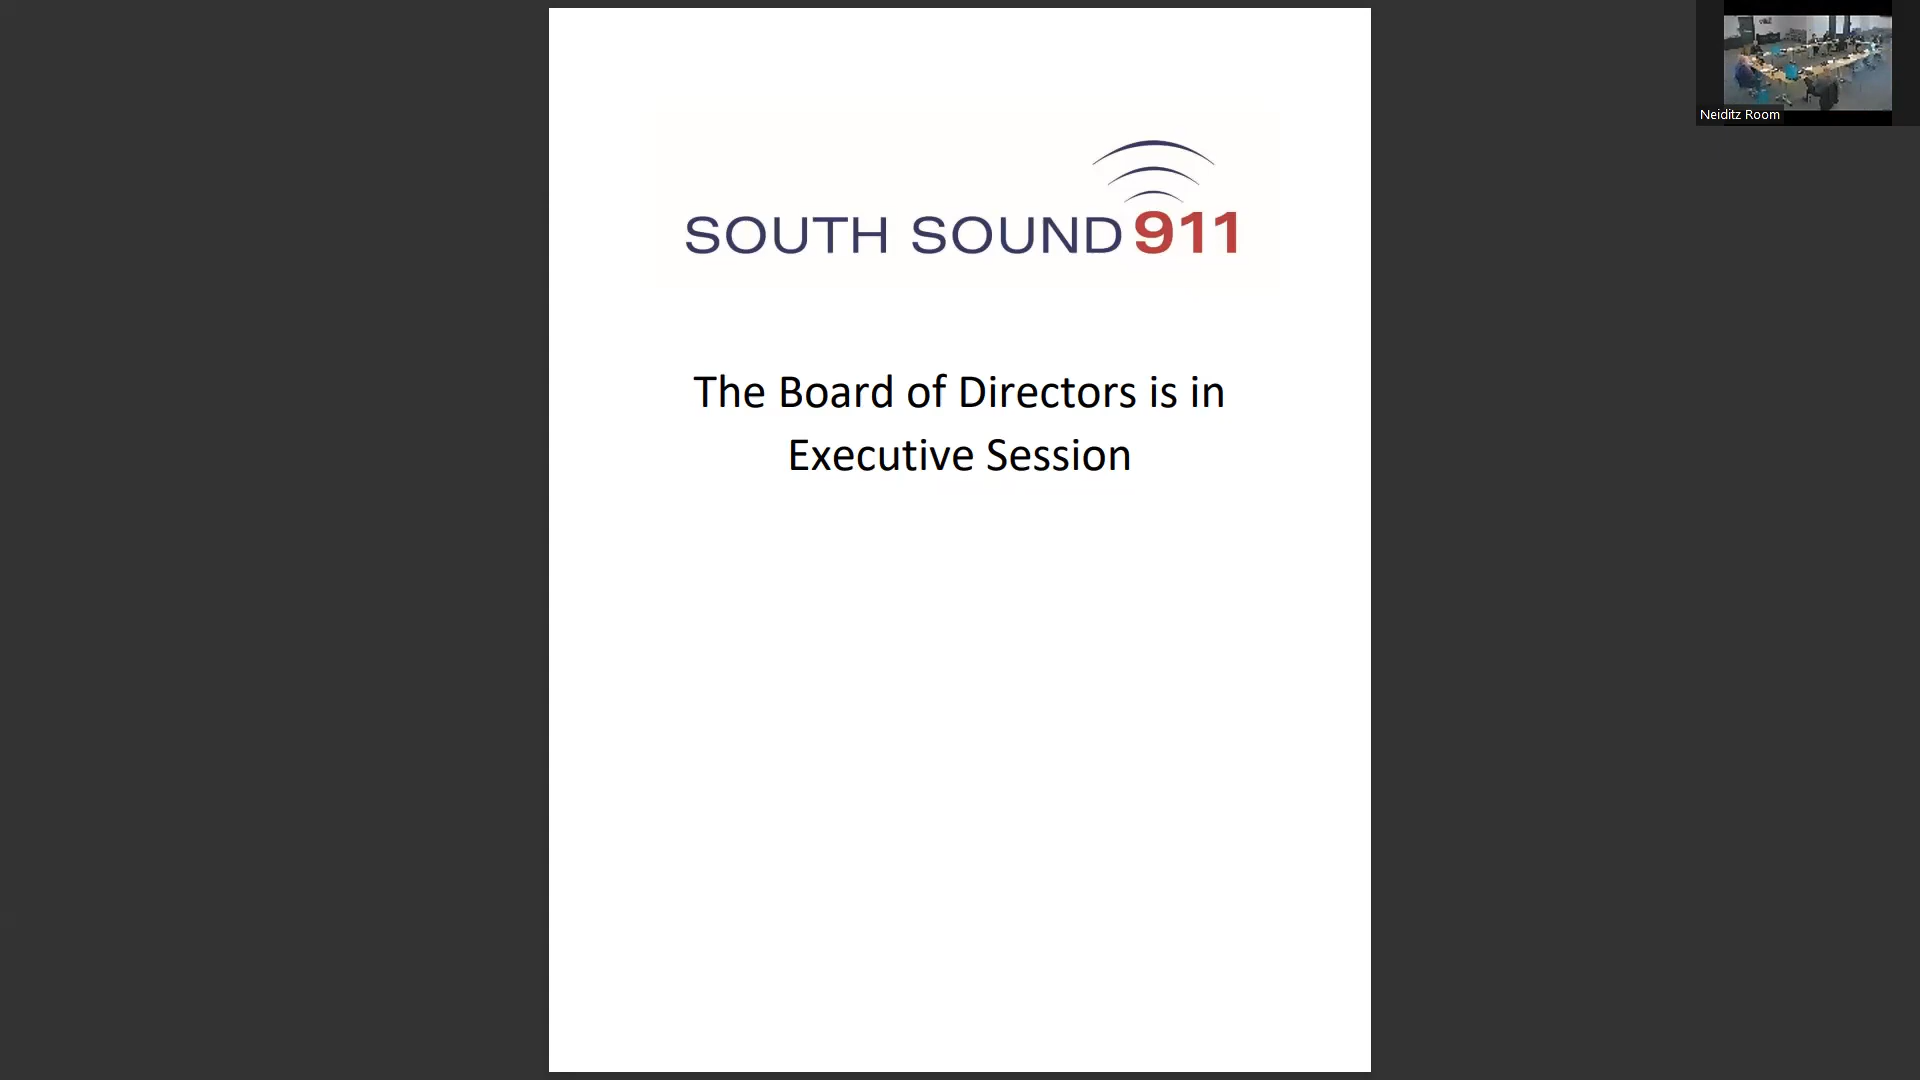 SOUTH SOUND 911
The Board of Directors is in
Executive Session
Neiditz Room